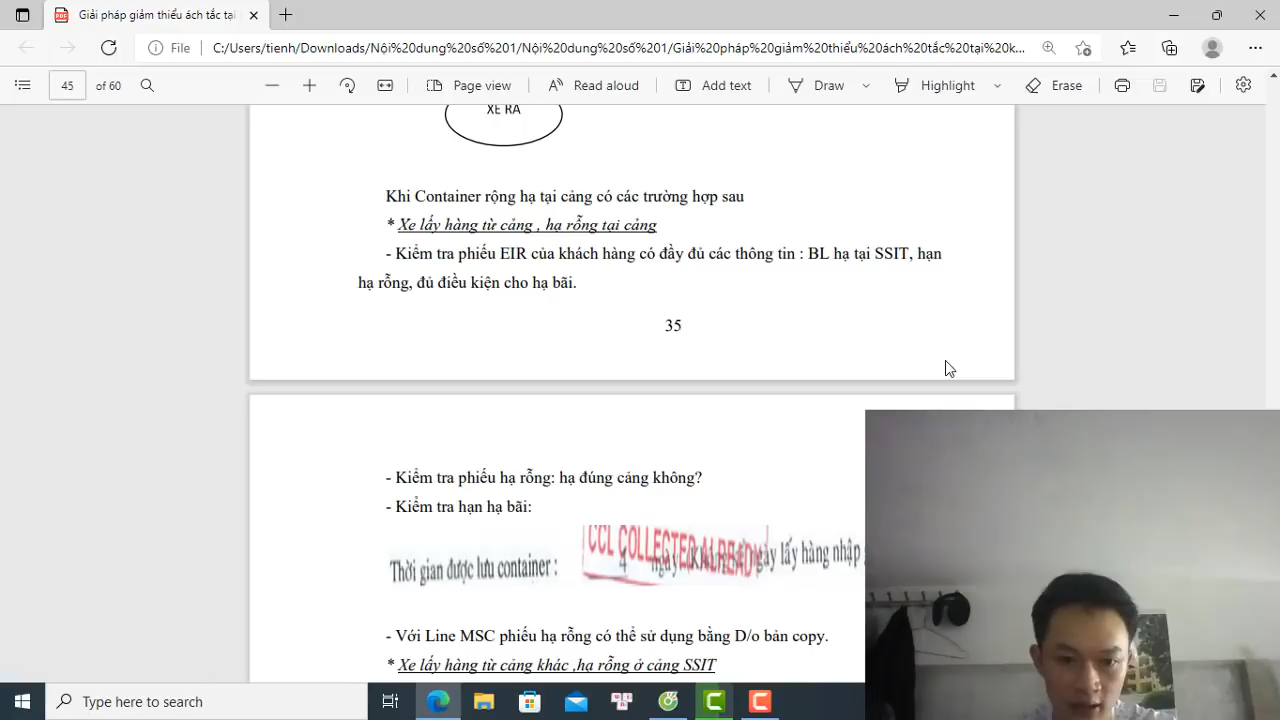 Giải pháp giảm thiểu ách tắc tại
File
C:/Users/tienh/Downloads/Nội%20dung%20số%201/Nội%20dung%20số%201/Giải%20pháp%20giảm%20thiểu%20ách%20tắc%20tại%20k...
45 of 60
Page view
Read aloud
Add text
Draw
Highlight
Erase
XE RA
Khi Container rộng hạ tại cảng có các trường hợp sau
* Xe lấy hàng từ cảng , hạ rỗng tại cảng
- Kiểm tra phiếu EIR của khách hàng có đầy đủ các thông tin : BL hạ tại SSIT, hạn
hạ rỗng, đủ điều kiện cho hạ bãi.
35
- Kiểm tra phiếu hạ rỗng: hạ đúng cảng không?
- Kiểm tra hạn hạ bãi:
CCL COLLECTED ALREADY
Thời gian được lưu container : 4 ngày lấy hàng nhập
- Với Line MSC phiếu hạ rỗng có thể sử dụng bằng D/o bản copy.
* Xe lấy hàng từ cảng khác ,hạ rỗng ở cảng SSIT
Type here to search